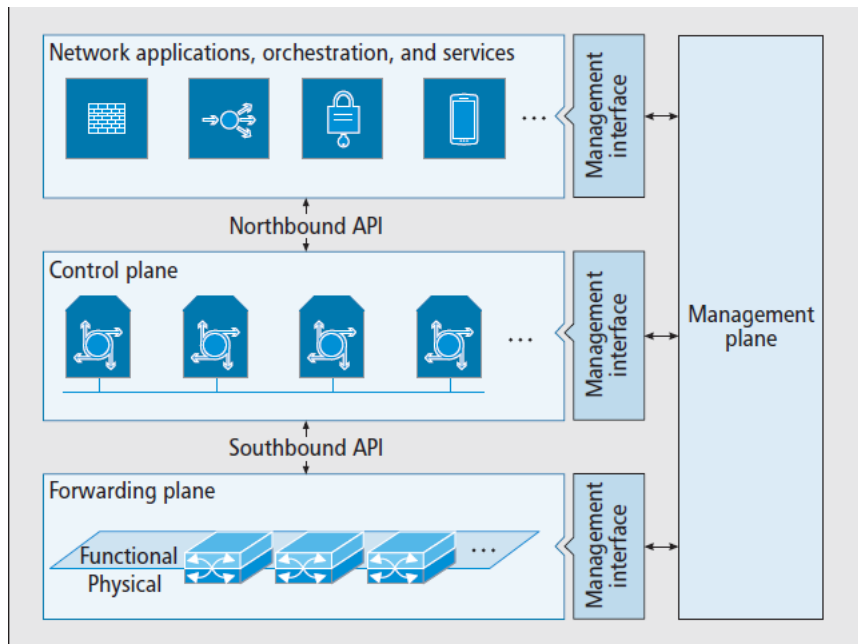 Network applications, orchestration, and services
Management
interface
Northbound API
Control plane
Management
interface
Management
plane
Southbound API
Forwarding plane
Functional
Physical
Management
interface